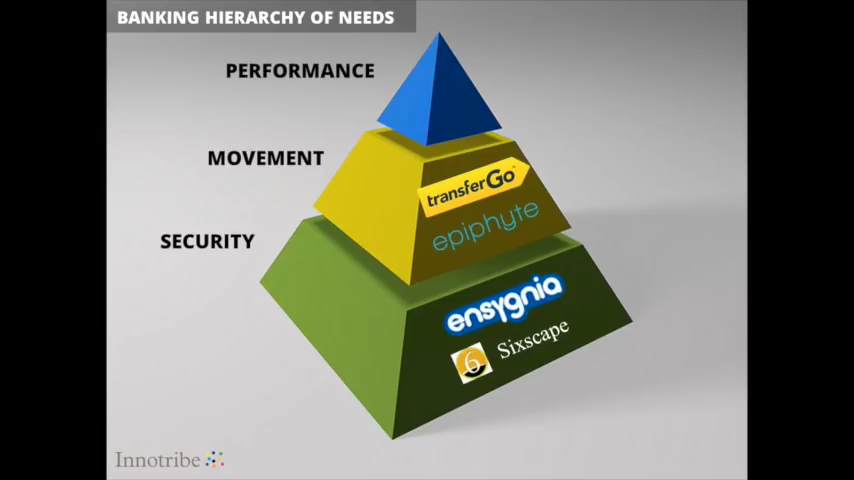 BANKING HIERARCHY OF NEEDS
PERFORMANCE
MOVEMENT
transferGo
epiphyte
SECURITY
ensygnia
6 Sixscape
Innotribe